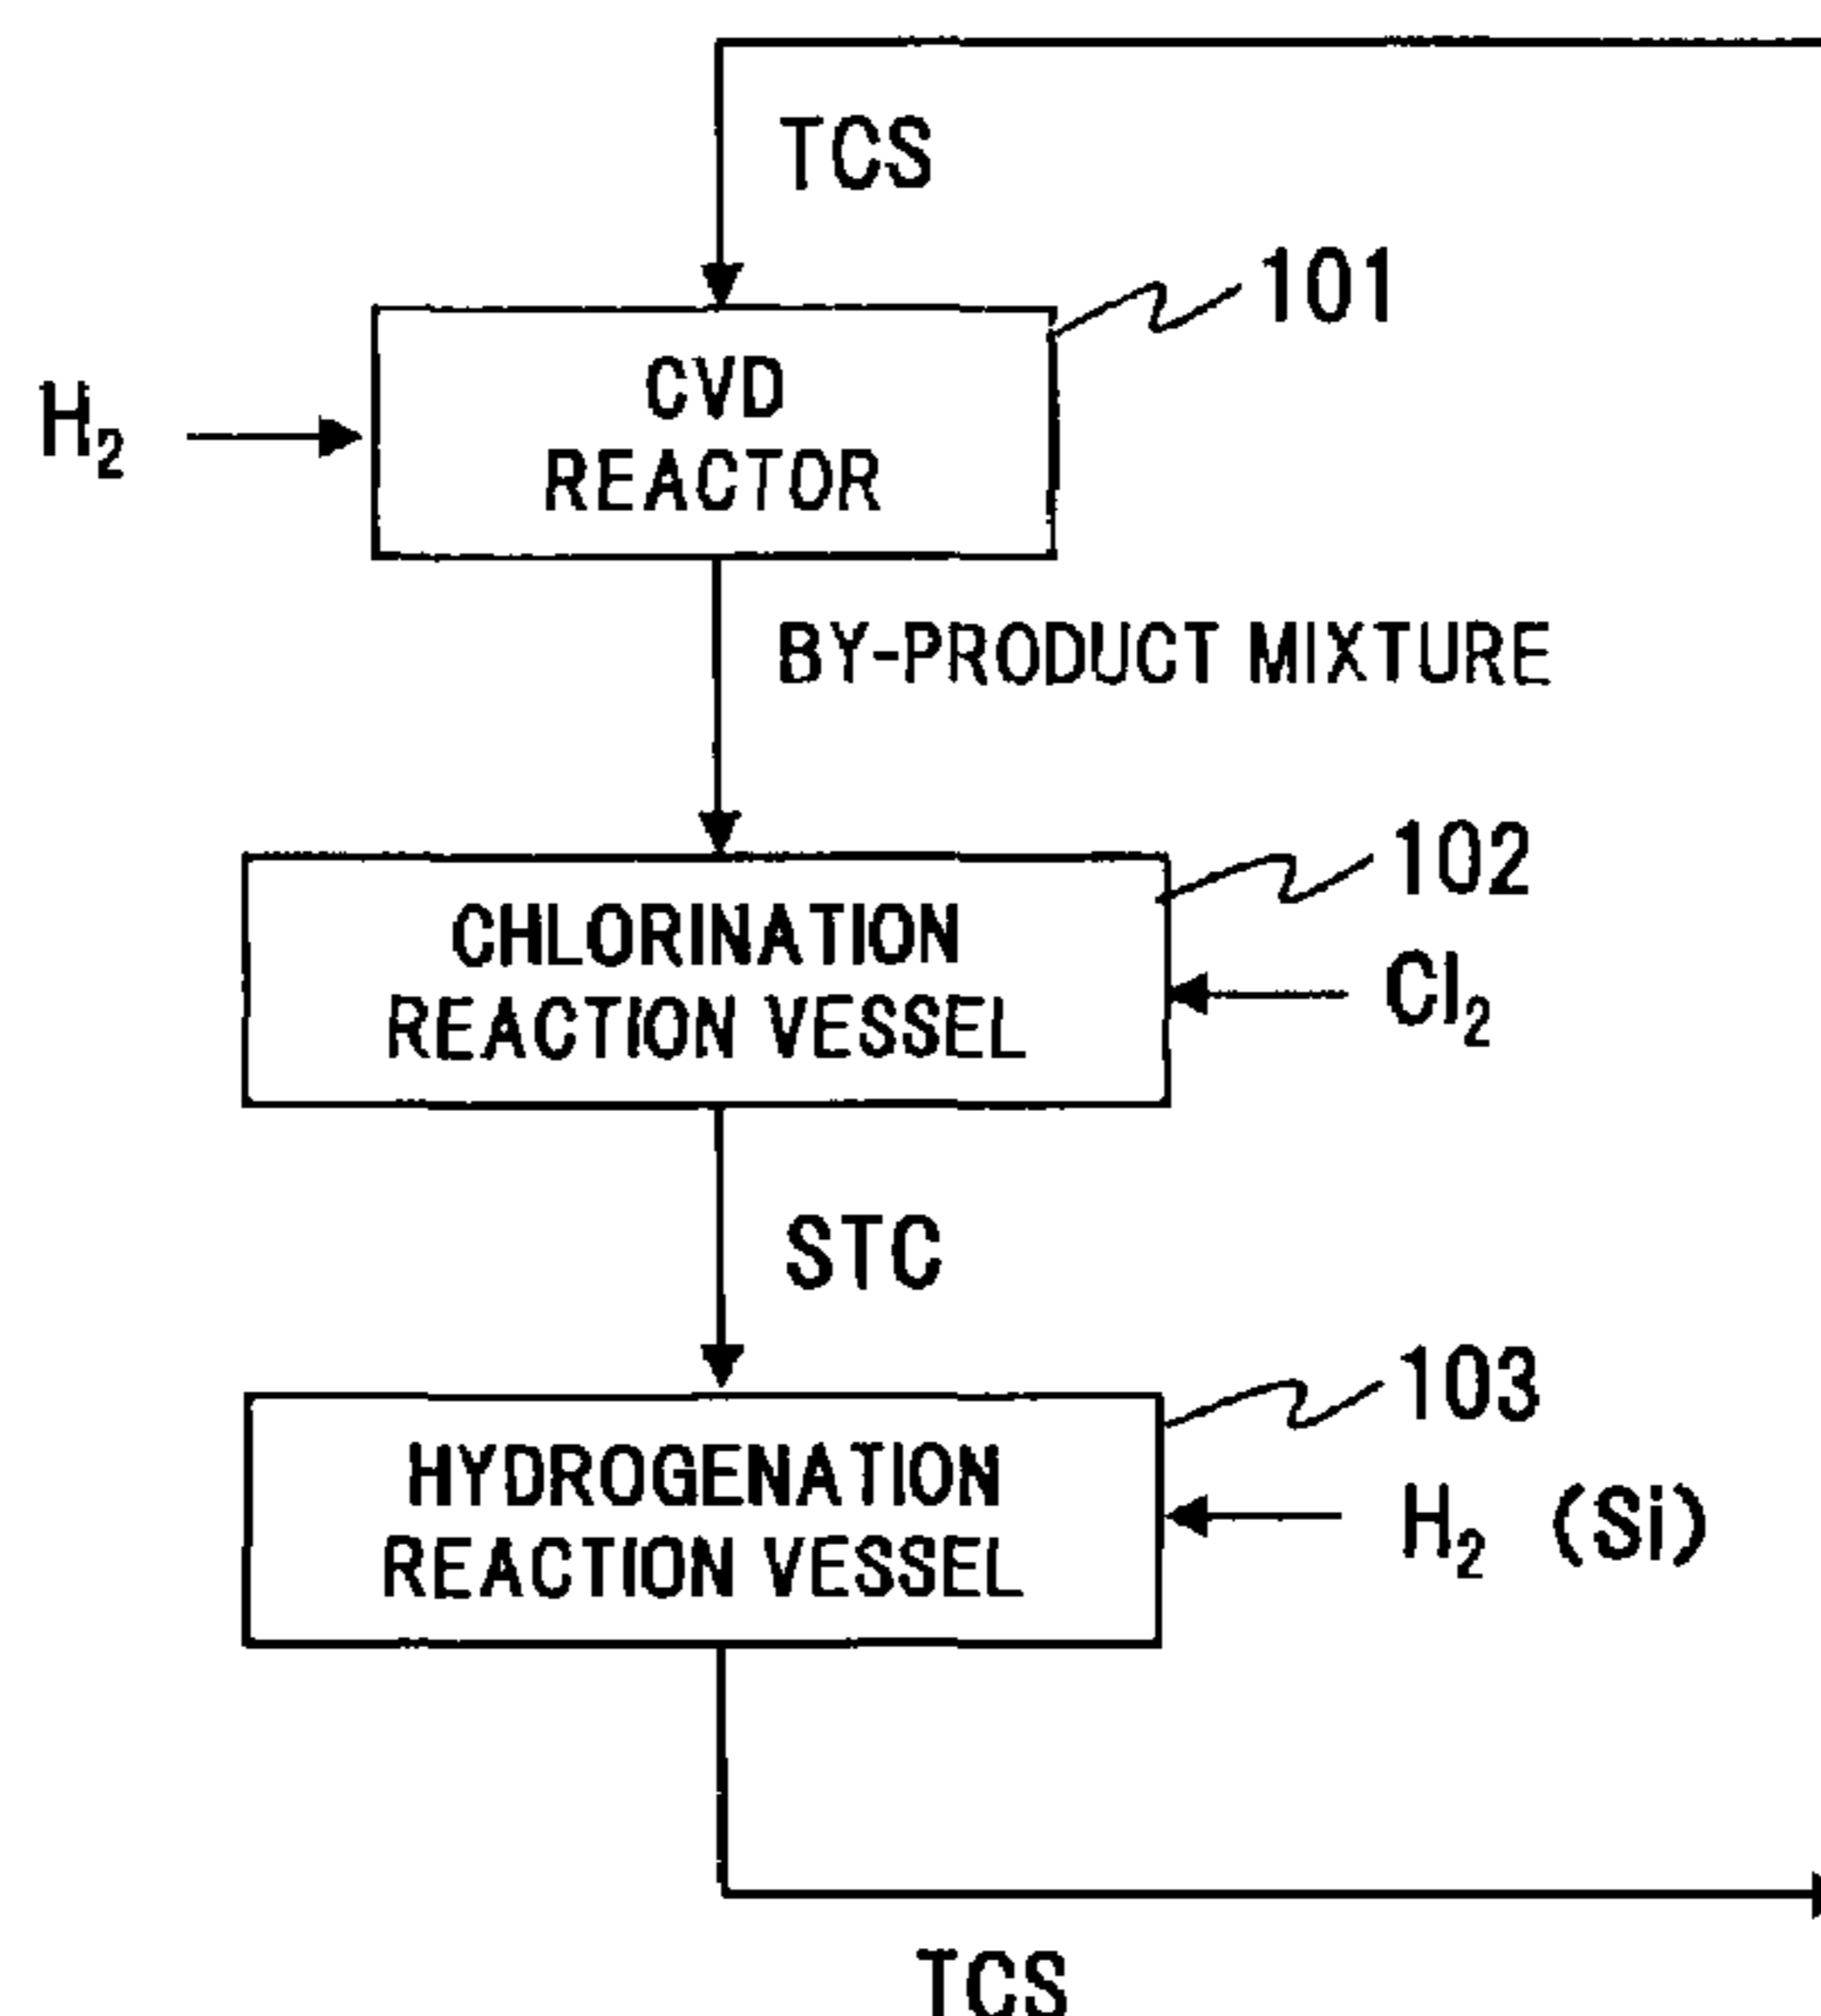 TCS
101
H₂
CVD
REACTOR
BY-PRODUCT MIXTURE
102
CHLORINATION
REACTION VESSEL
Cl₂
STC
103
HYDROGENATION
REACTION VESSEL
H₂ (Si)
TCS